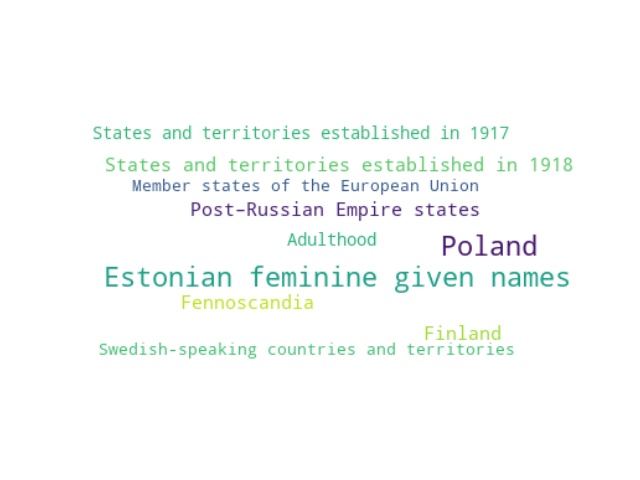 States and territories established in 1917
States and territories established in 1918
Member states of the European Union
Post–Russian Empire states
Adulthood
Poland
Estonian feminine given names
Fennoscandia
Finland
Swedish-speaking countries and territories